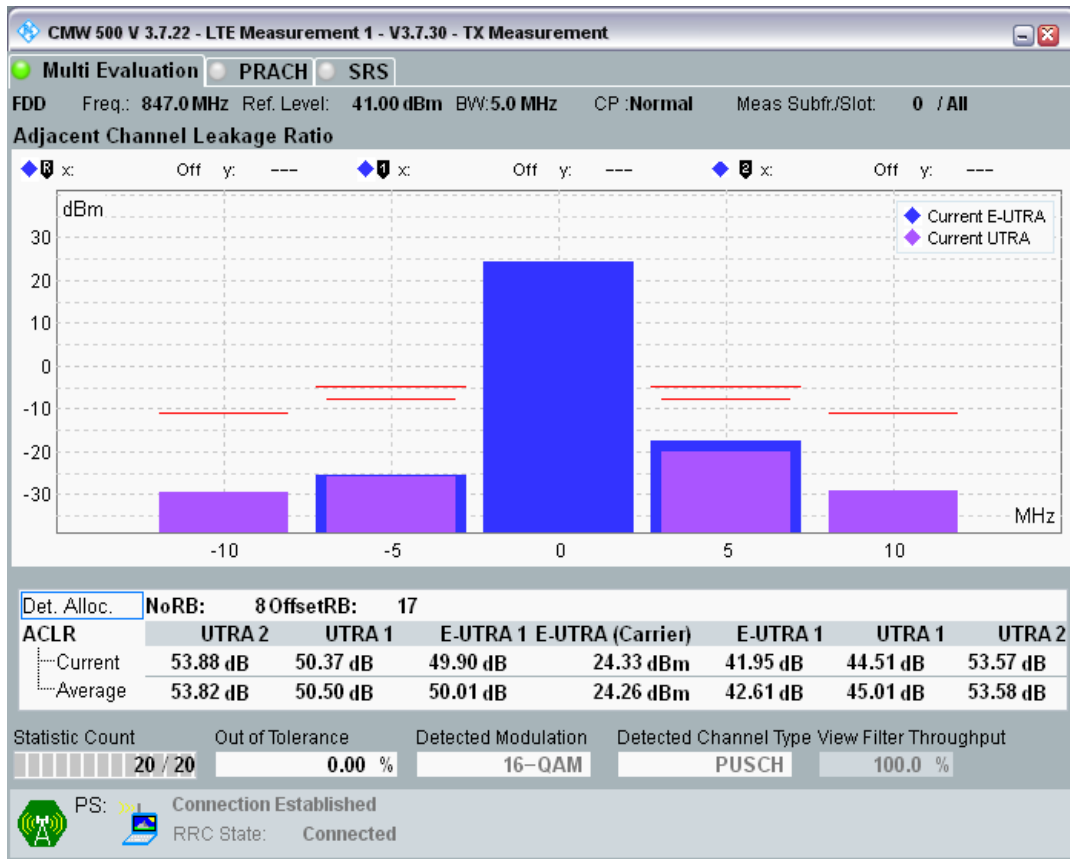 CMW 500 V 3.7.22 - LTE Measurement 1 - V3.7.30 - TX Measurement
Multi Evaluation PRACH SRS
FDD Freq.: 847.0 MHz Ref. Level: 41.00 dBm BW:5.0 MHz CP :Normal Meas Subfr./Slot: 0 / All
Adjacent Channel Leakage Ratio
R x: Off y: --- 1 x: Off y: --- 2 x: Off y: ---
dBm
Current E-UTRA
Current UTRA
30
20
10
0
-10
-20
-30
MHz
-10 -5 0 5 10
Det. Alloc. NoRB: 8 OffsetRB: 17
ACLR UTRA 2 UTRA 1 E-UTRA 1 E-UTRA (Carrier) E-UTRA 1 UTRA 1 UTRA 2
Current 53.88 dB 50.37 dB 49.90 dB 24.33 dBm 41.95 dB 44.51 dB 53.57 dB
Average 53.82 dB 50.50 dB 50.01 dB 24.26 dBm 42.61 dB 45.01 dB 53.58 dB
Statistic Count Out of Tolerance Detected Modulation Detected Channel Type View Filter Throughput
20 / 20 0.00 % 16-QAM PUSCH 100.0 %
PS: Connection Established
RRC State: Connected